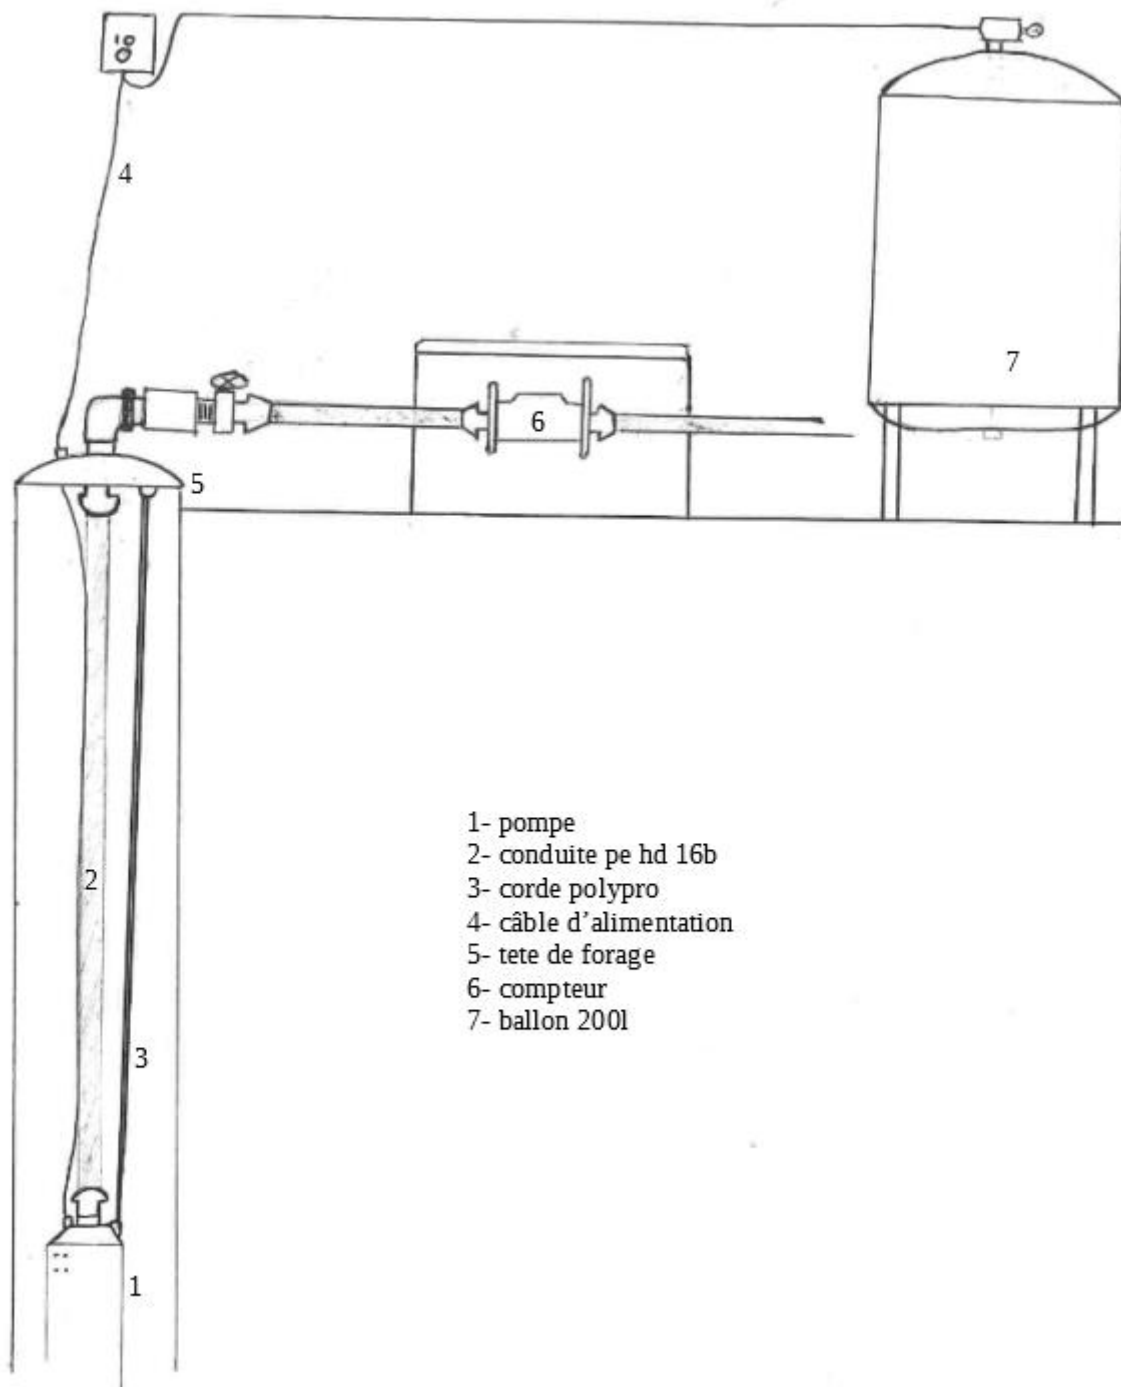 4
7
6
5
2
1- pompe
2- conduite pe hd 16b
3- corde polypro
4- câble d’alimentation
5- tete de forage
6- compteur
7- ballon 200l
3
1